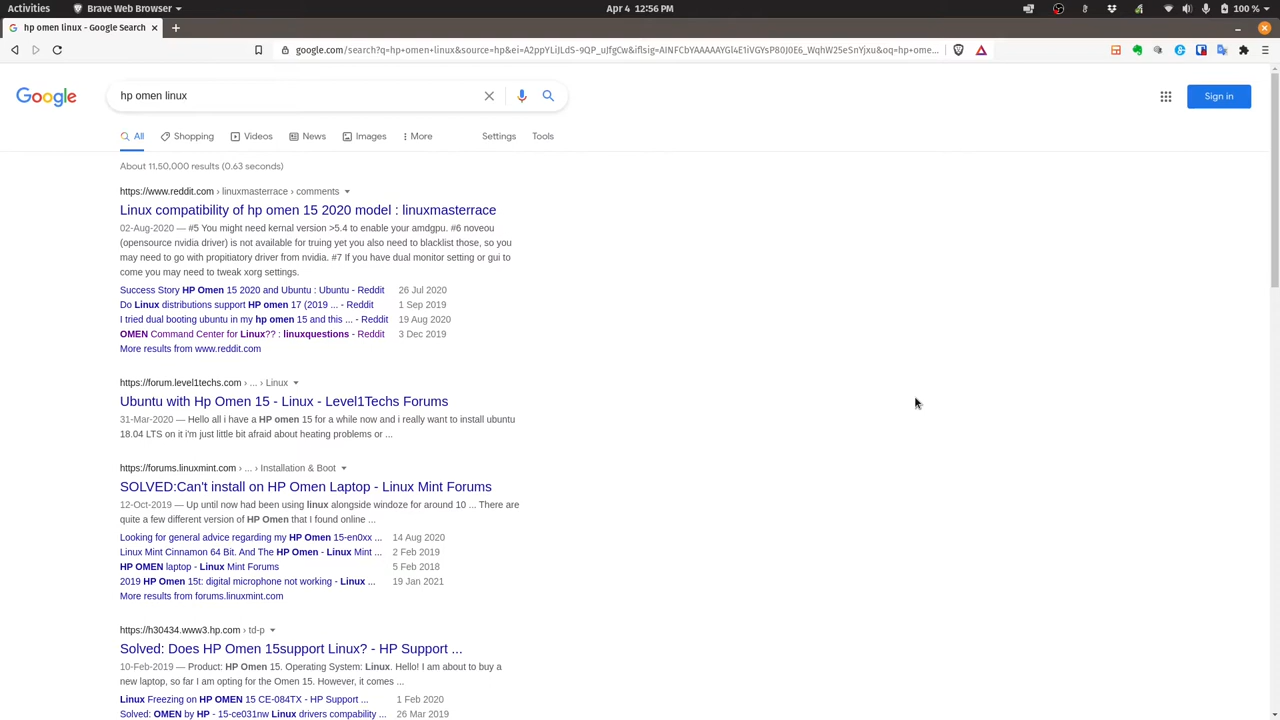 Activities
Brave Web Browser
Apr 4 12:56 PM
100 %
hp omen linux - Google Search
google.com/search?q=hp+omen+linux&source=hp&ei=A2ppYLiJLdS-9QP_uJfgCw&iflsig=AINFCbYAAAAAYGl4E1iVGYsP80J0E6_WqhW25eSnYjxu&oq=hp+ome...
Google
hp omen linux
Sign in
All
Shopping
Videos
News
Images
More
Settings
Tools
About 11,50,000 results (0.63 seconds)
https://www.reddit.com › linuxmasterrace › comments
Linux compatibility of hp omen 15 2020 model : linuxmasterrace
02-Aug-2020 — #5 You might need kernal version >5.4 to enable your amdgpu. #6 noveou
(opensource nvidia driver) is not available for truing yet you also need to blacklist those, so you
may need to go with propitiatory driver from nvidia. #7 If you have dual monitor setting or gui to
come you may need to tweak xorg settings.
Success Story HP Omen 15 2020 and Ubuntu : Ubuntu - Reddit 26 Jul 2020
Do Linux distributions support HP omen 17 (2019 ... - Reddit 1 Sep 2019
I tried dual booting ubuntu in my hp omen 15 and this ... - Reddit 19 Aug 2020
OMEN Command Center for Linux?? : linuxquestions - Reddit 3 Dec 2019
More results from www.reddit.com
https://forum.level1techs.com › ... › Linux
Ubuntu with Hp Omen 15 - Linux - Level1Techs Forums
31-Mar-2020 — Hello all i have a HP omen 15 for a while now and i really want to install ubuntu
18.04 LTS on it i'm just little bit afraid about heating problems or ...
https://forums.linuxmint.com › ... › Installation & Boot
SOLVED:Can't install on HP Omen Laptop - Linux Mint Forums
12-Oct-2019 — Up until now had been using linux alongside windoze for around 10 ... There are
quite a few different version of HP Omen that I found online ...
Looking for general advice regarding my HP Omen 15-en0xx ... 14 Aug 2020
Linux Mint Cinnamon 64 Bit. And The HP Omen - Linux Mint ... 2 Feb 2019
HP OMEN laptop - Linux Mint Forums 5 Feb 2018
2019 HP Omen 15t: digital microphone not working - Linux ... 19 Jan 2021
More results from forums.linuxmint.com
https://h30434.www3.hp.com › td-p
Solved: Does HP Omen 15support Linux? - HP Support ...
10-Feb-2019 — Product: HP Omen 15. Operating System: Linux. Hello! I am about to buy a
new laptop, so far I am opting for the Omen 15. However, it comes ...
Linux Freezing on HP OMEN 15 CE-084TX - HP Support ... 1 Feb 2020
Solved: OMEN by HP - 15-ce031nw Linux drivers compability ... 26 Mar 2019